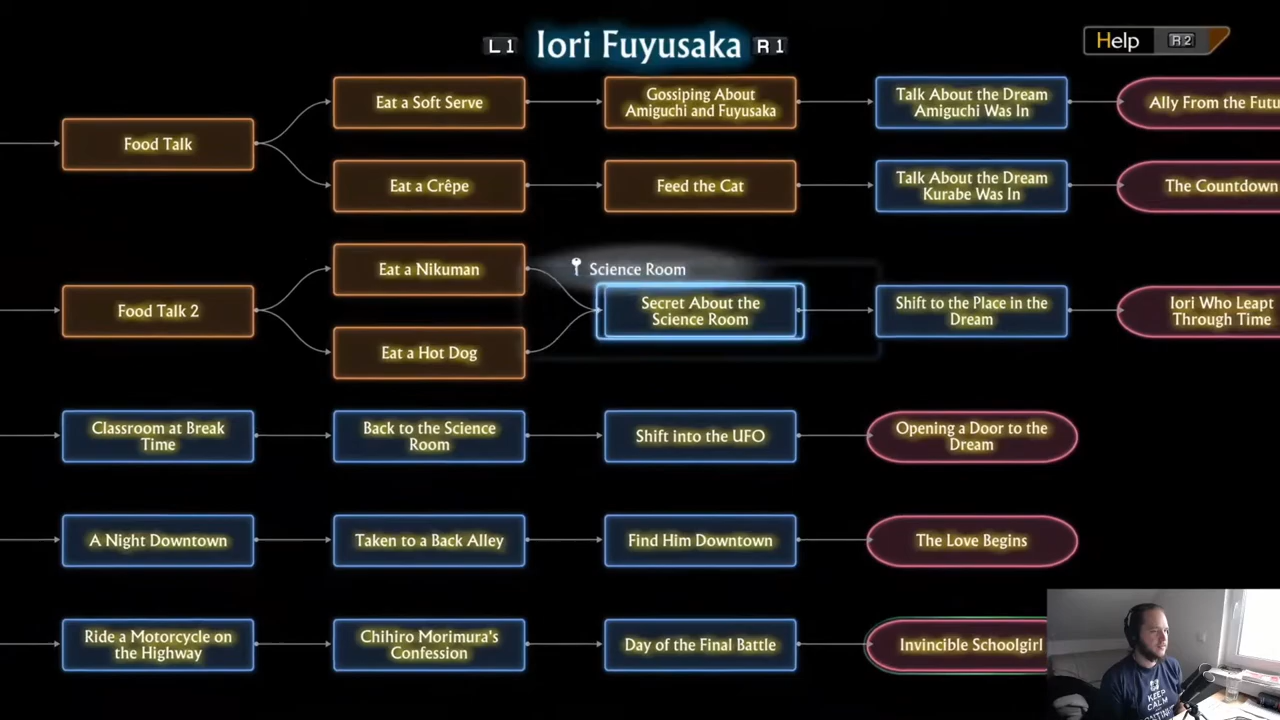 L1 Iori Fuyusaka R1
Help R2
Eat a Soft Serve
Gossiping About
Amiguchi and Fuyusaka
Talk About the Dream
Amiguchi Was In
Ally From the Futu
Food Talk
Eat a Crêpe
Feed the Cat
Talk About the Dream
Kurabe Was In
The Countdown
Eat a Nikuman
Science Room
Food Talk 2
Secret About the
Science Room
Shift to the Place in the
Dream
Iori Who Leapt
Through Time
Eat a Hot Dog
Classroom at Break
Time
Back to the Science
Room
Shift into the UFO
Opening a Door to the
Dream
A Night Downtown
Taken to a Back Alley
Find Him Downtown
The Love Begins
Ride a Motorcycle on
the Highway
Chihiro Morimura's
Confession
Day of the Final Battle
Invincible Schoolgirl
KEEP
CALM